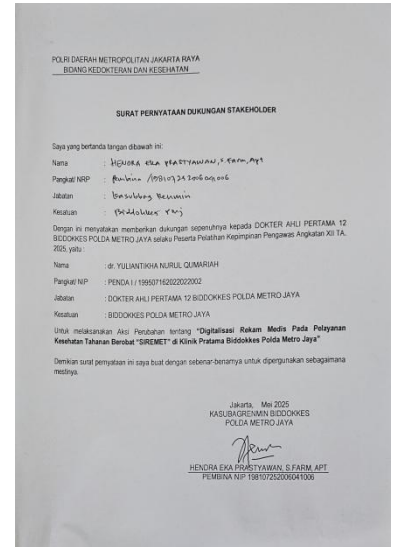 POLRI DAERAH METROPOLITAN JAKARTA RAYA
BIDANG KEDOKTERAN DAN KESEHATAN
SURAT PERNYATAAN DUKUNGAN STAKEHOLDER
Saya yang bertanda tangan dibawah ini:
Nama : HENDRA EKA PRASTYAWAN, S.Farm, Apt
Pangkat/ NRP : Pembina /
Jabatan : Kasubbag Renmin
Kesatuan : Biddokkes PMJ
Dengan ini menyatakan memberikan dukungan sepenuhnya kepada DOKTER AHLI PERTAMA 12
BIDDOKKES POLDA METRO JAYA selaku Peserta Pelatihan Kepimpinan Pengawas Angkatan XII TA.
2025, yaitu :
Nama : dr. YULIANTIKHA NURUL QUMARIAH
Pangkat/ NIP : PENDA I / 199507162022022002
Jabatan : DOKTER AHLI PERTAMA 12 BIDDOKKES POLDA METRO JAYA
Kesatuan : BIDDOKKES POLDA METRO JAYA
Untuk melaksanakan Aksi Perubahan tentang "Digitalisasi Rekam Medis Pada Pelayanan
Kesehatan Tahanan Berobat "SIREMET" di Klinik Pratama Biddokkes Polda Metro Jaya"
Demikian surat pernyataan ini saya buat dengan sebenar-benarnya untuk dipergunakan sebagaimana
mestinya.
Jakarta, Mei 2025
KASUBAGRENMIN BIDDOKKES
POLDA METRO JAYA
HENDRA EKA PRASTYAWAN, S.FARM, APT
PEMBINA NIP 198107252006041006